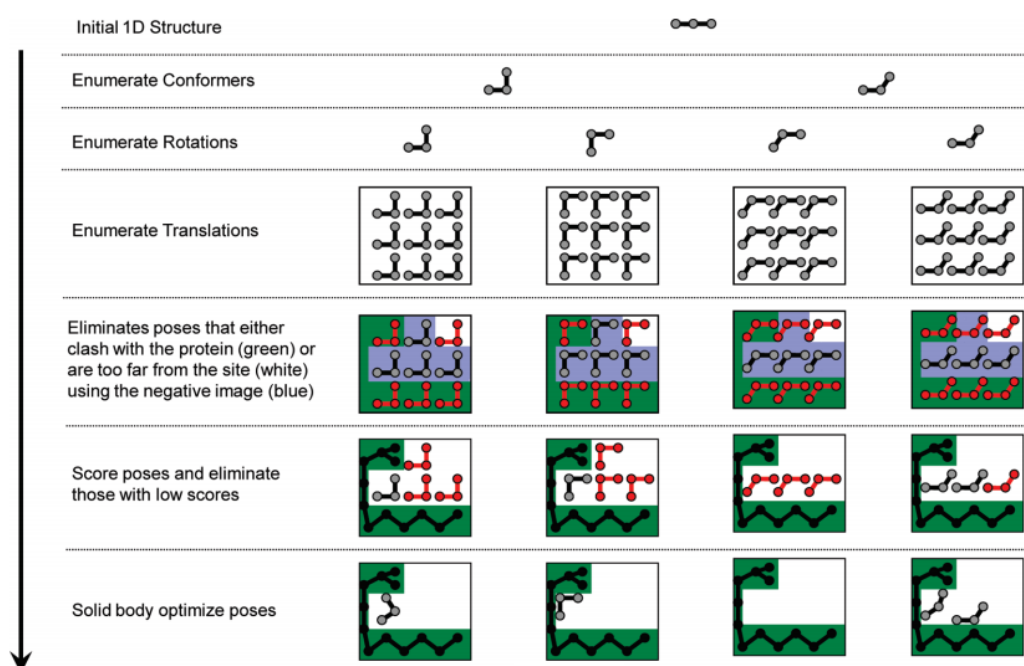 Initial 1D Structure
Enumerate Conformers
Enumerate Rotations
Enumerate Translations
Eliminates poses that either
clash with the protein (green) or
are too far from the site (white)
using the negative image (blue)
Score poses and eliminate
those with low scores
Solid body optimize poses